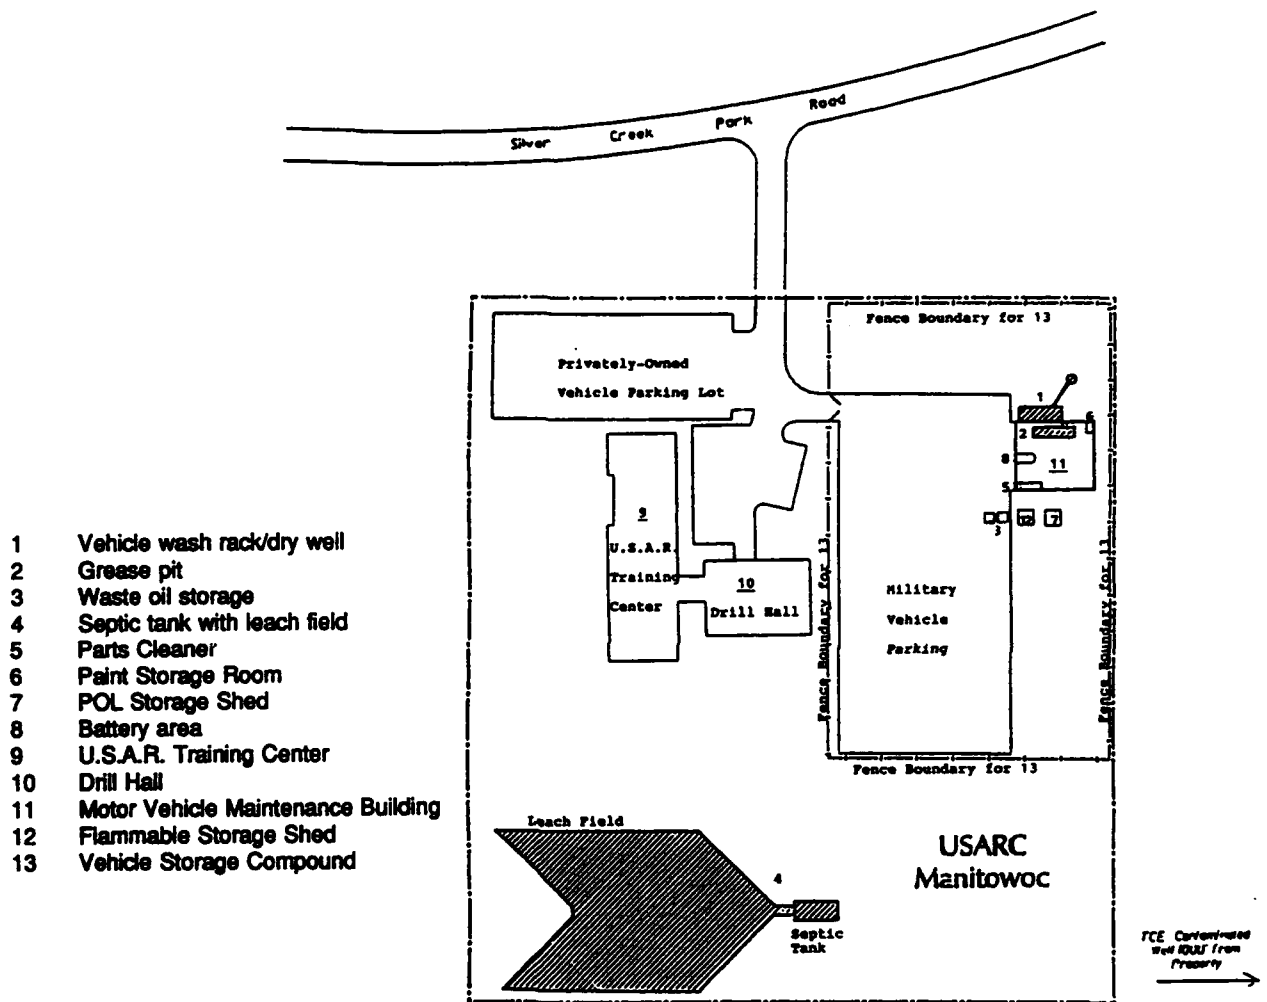 Silver Creek Park Road
Fence Boundary for 13
Privately-Owned
Vehicle Parking Lot
1
6
2
8
11
5
3
12
7
9
U.S.A.R.
Training
Center
10
Drill Hall
Fence Boundary for 13
Military
Vehicle
Parking
Fence Boundary for 13
Fence Boundary for 13
1 Vehicle wash rack/dry well
2 Grease pit
3 Waste oil storage
4 Septic tank with leach field
5 Parts Cleaner
6 Paint Storage Room
7 POL Storage Shed
8 Battery area
9 U.S.A.R. Training Center
10 Drill Hall
11 Motor Vehicle Maintenance Building
12 Flammable Storage Shed
13 Vehicle Storage Compound
Leach Field
4
Septic
Tank
USARC
Manitowoc
TCE Contaminated
Well from
Property